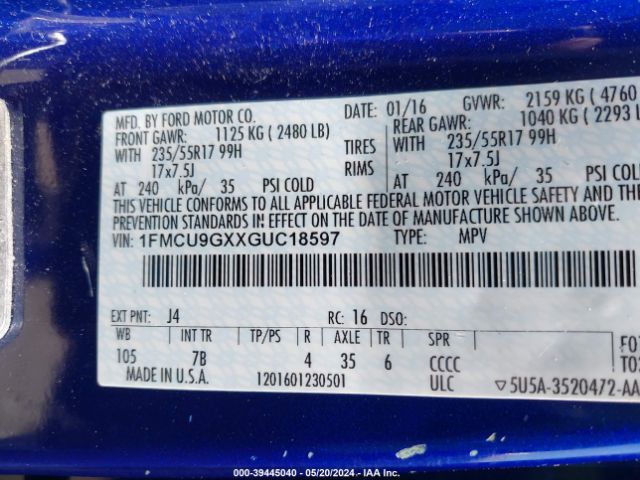 MFD. BY FORD MOTOR CO. DATE: 01/16 GVWR: 2159 KG ( 4760
FRONT GAWR: 1125 KG ( 2480 LB) REAR GAWR: 1040 KG ( 2293 L
WITH 235/55R17 99H TIRES WITH 235/55R17 99H
17x7.5J RIMS 17x7.5J
AT 240 kPa/ 35 PSI COLD AT 240 kPa/ 35 PSI COLD
THIS VEHICLE CONFORMS TO ALL APPLICABLE FEDERAL MOTOR VEHICLE SAFETY AND THEFT
PREVENTION STANDARDS IN EFFECT ON THE DATE OF MANUFACTURE SHOWN ABOVE.
VIN: 1FMCU9GXXGUC18597 TYPE: MPV
EXT PNT: J4 RC: 16 DSO:
WB INT TR TP/PS R AXLE TR SPR
105 7B 4 35 6 CCCC
MADE IN U.S.A. 1201601230501 ULC ▽5U5A-3520472-AA
000-39445040 - 05/20/2024 - IAA Inc.